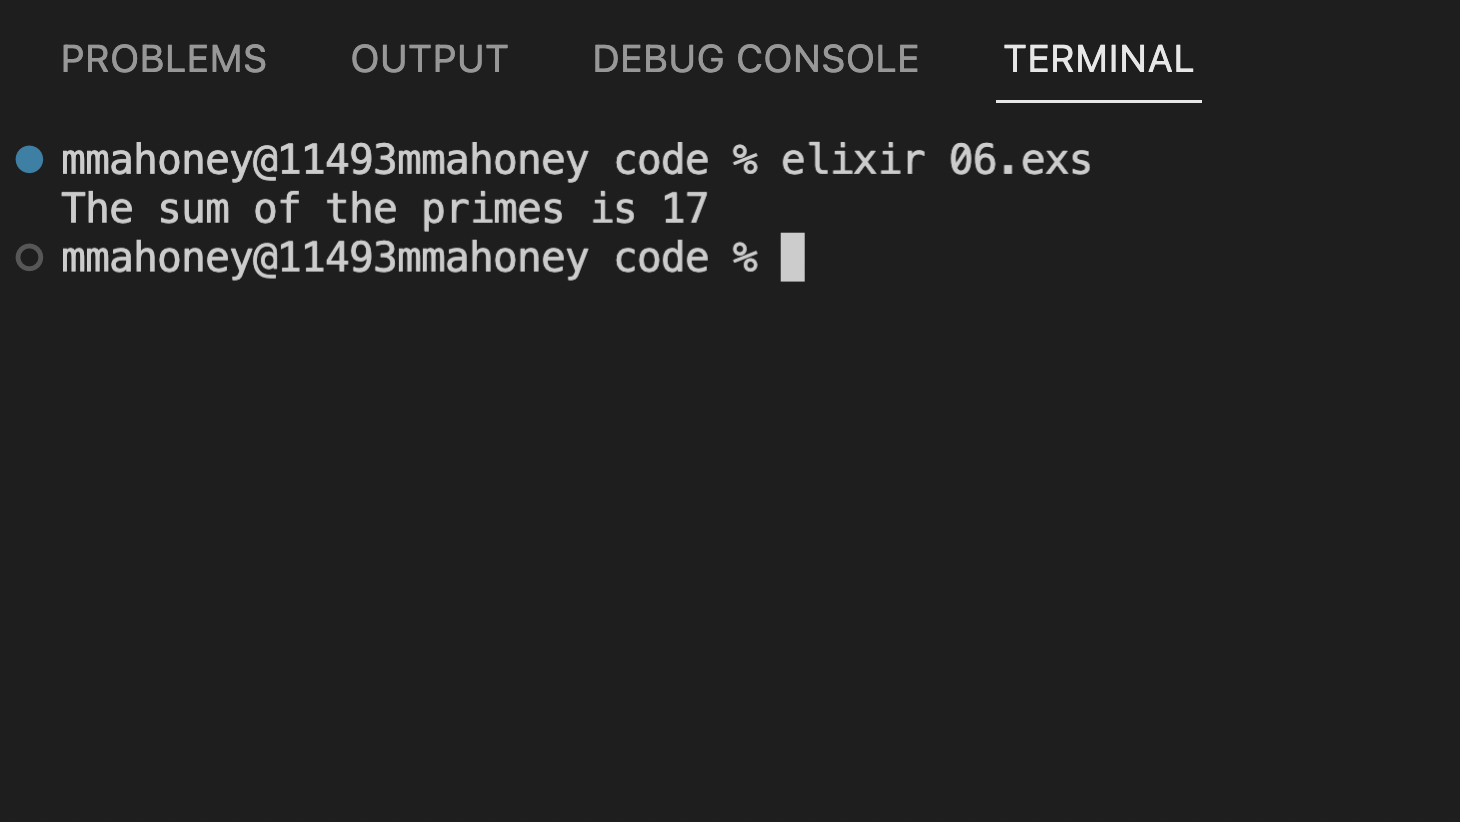 PROBLEMS OUTPUT DEBUG CONSOLE TERMINAL
mmahoney@11493mmahoney code % elixir 06.exs
The sum of the primes is 17
mmahoney@11493mmahoney code %